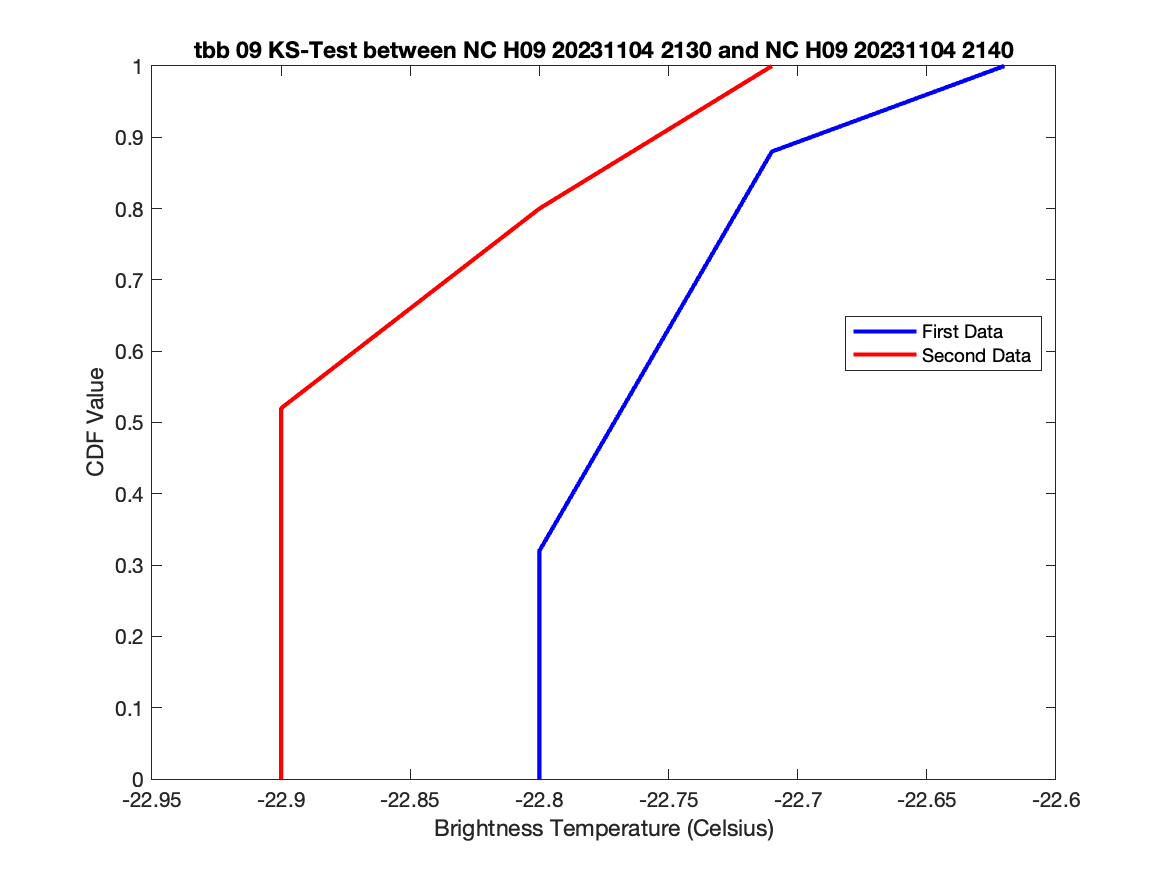 tbb 09 KS-Test between NC H09 20231104 2130 and NC H09 20231104 2140
1
0.9
0.8
0.7
0.6
0.5
0.4
0.3
0.2
0.1
0
CDF Value
First Data
Second Data
-22.95 -22.9 -22.85 -22.8 -22.75 -22.7 -22.65 -22.6
Brightness Temperature (Celsius)